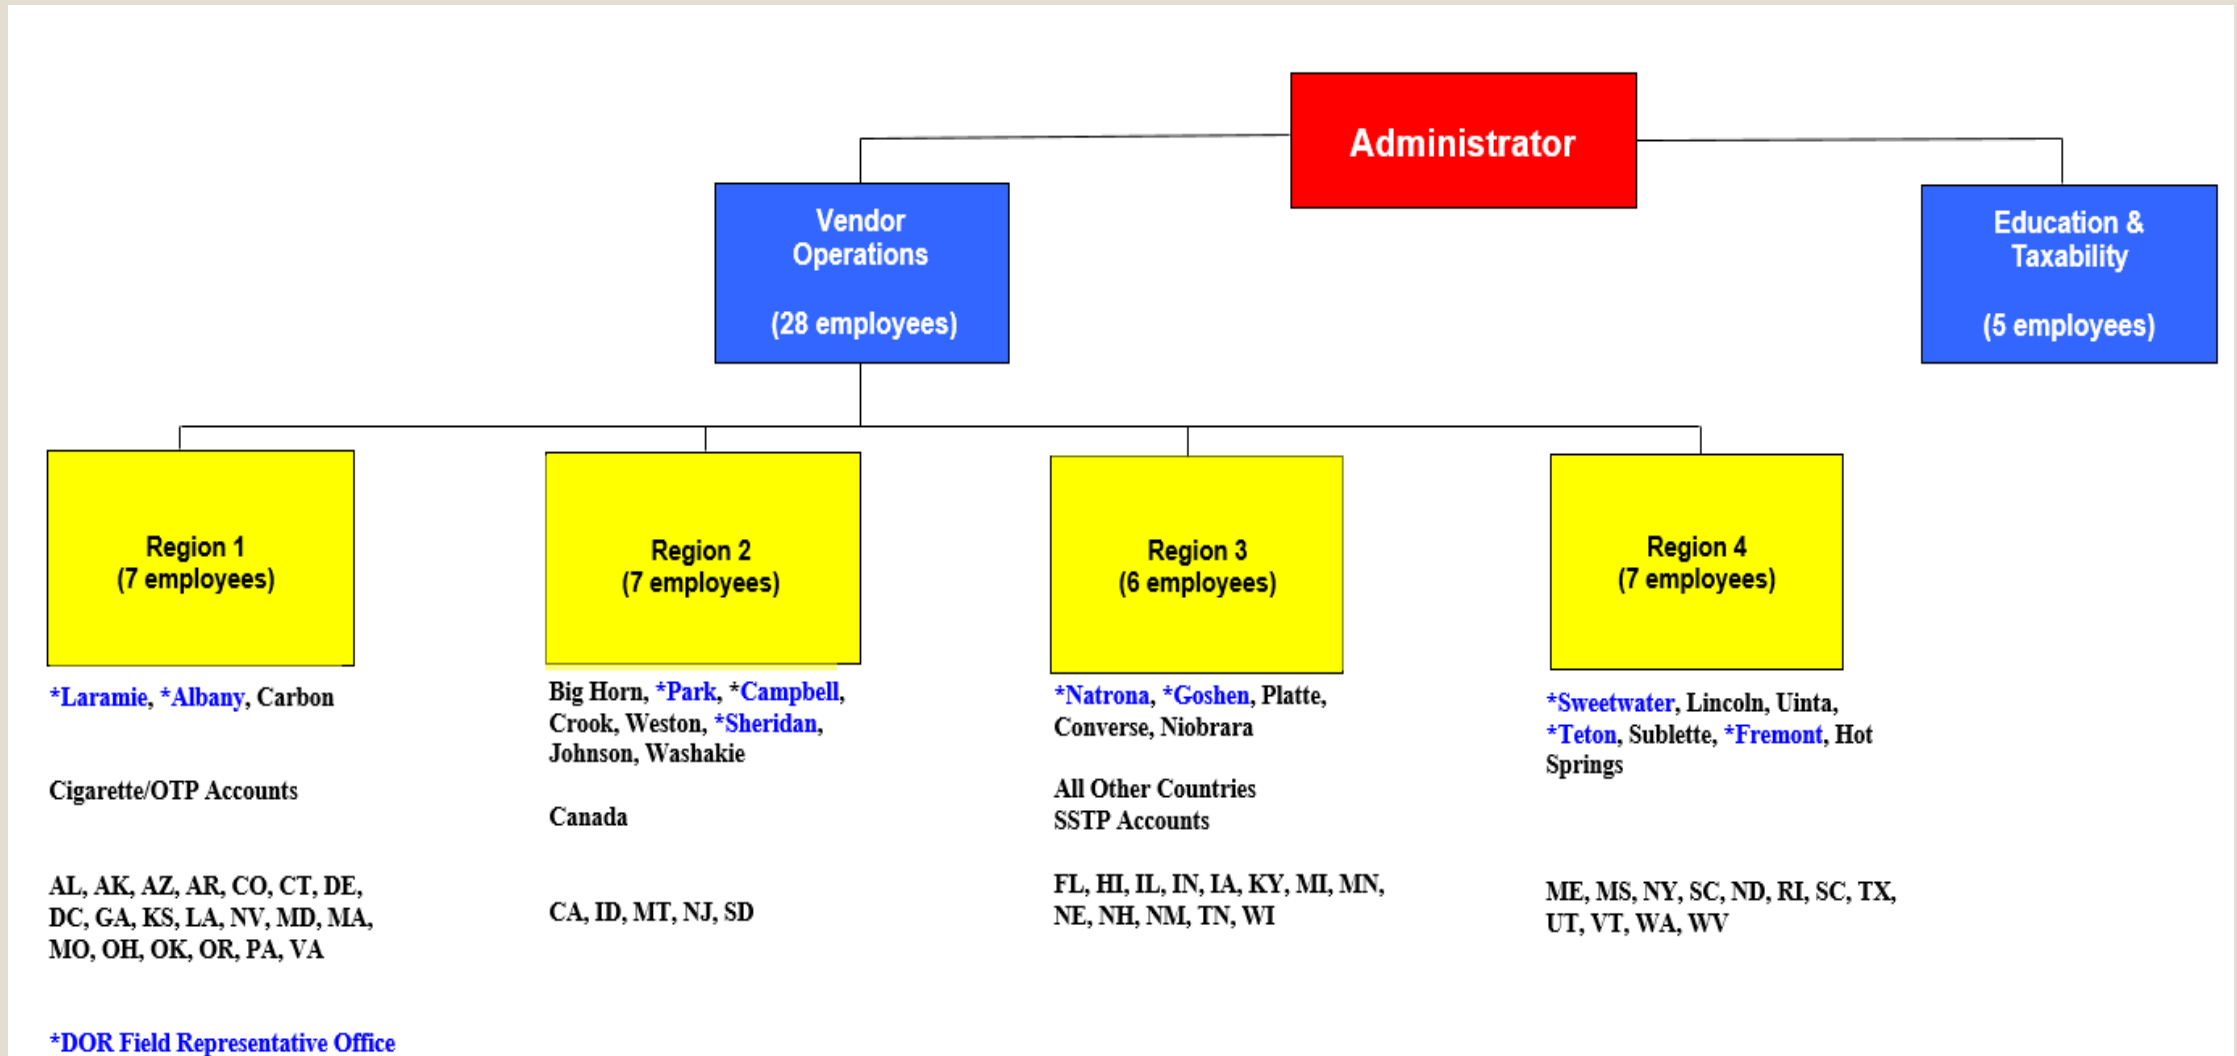 Administrator
Vendor
Operations
(28 employees)
Education &
Taxability
(5 employees)
Region 1
(7 employees)
Region 2
(7 employees)
Region 3
(6 employees)
Region 4
(7 employees)
*Laramie, *Albany, Carbon
Cigarette/OTP Accounts
AL, AK, AZ, AR, CO, CT, DE,
DC, GA, KS, LA, NV, MD, MA,
MO, OH, OK, OR, PA, VA
Big Horn, *Park, *Campbell,
Crook, Weston, *Sheridan,
Johnson, Washakie
Canada
CA, ID, MT, NJ, SD
*Natrona, *Goshen, Platte,
Converse, Niobrara
All Other Countries
SSTP Accounts
FL, HI, IL, IN, IA, KY, MI, MN,
NE, NH, NM, TN, WI
*Sweetwater, Lincoln, Uinta,
*Teton, Sublette, *Fremont, Hot
Springs
ME, MS, NY, SC, ND, RI, SC, TX,
UT, VT, WA, WV
*DOR Field Representative Office